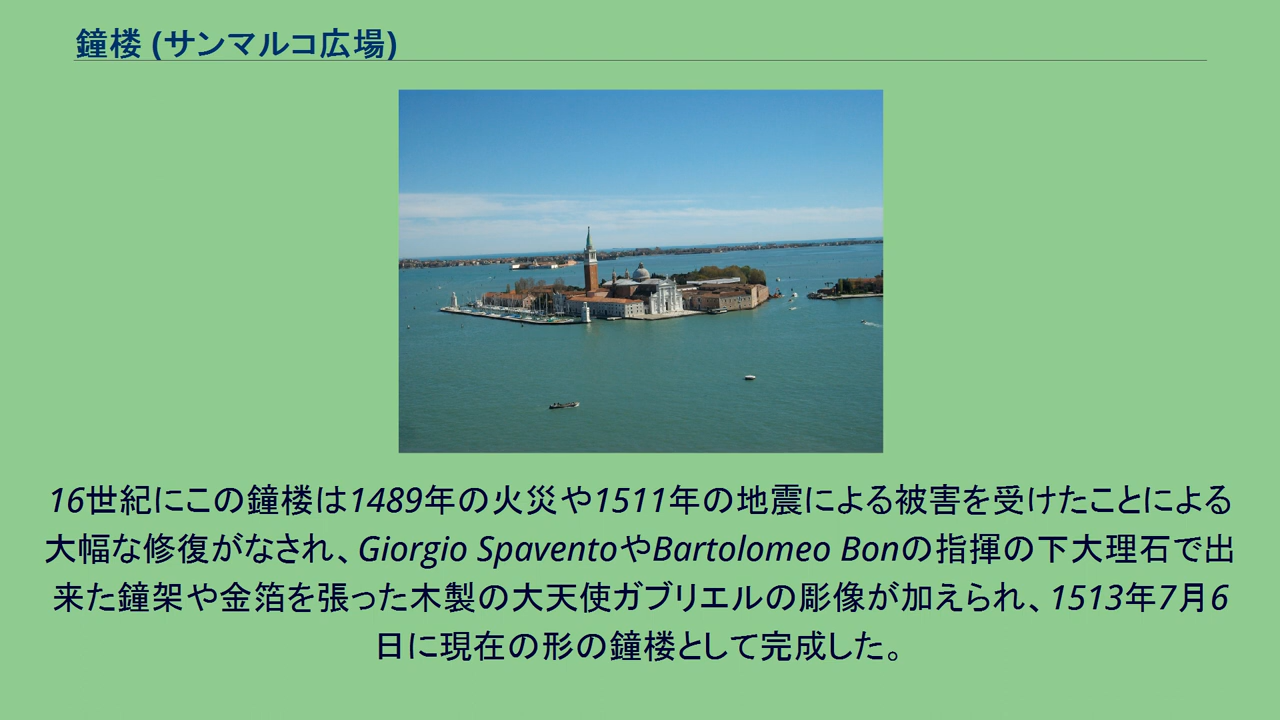 鐘楼 (サンマルコ広場)
16世紀にこの鐘楼は1489年の火災や1511年の地震による被害を受けたことによる
大幅な修復がなされ、Giorgio SpaventoやBartolomeo Bonの指揮の下大理石で出
来た鐘架や金箔を張った木製の大天使ガブリエルの彫像が加えられ、1513年7月6
日に現在の形の鐘楼として完成した。